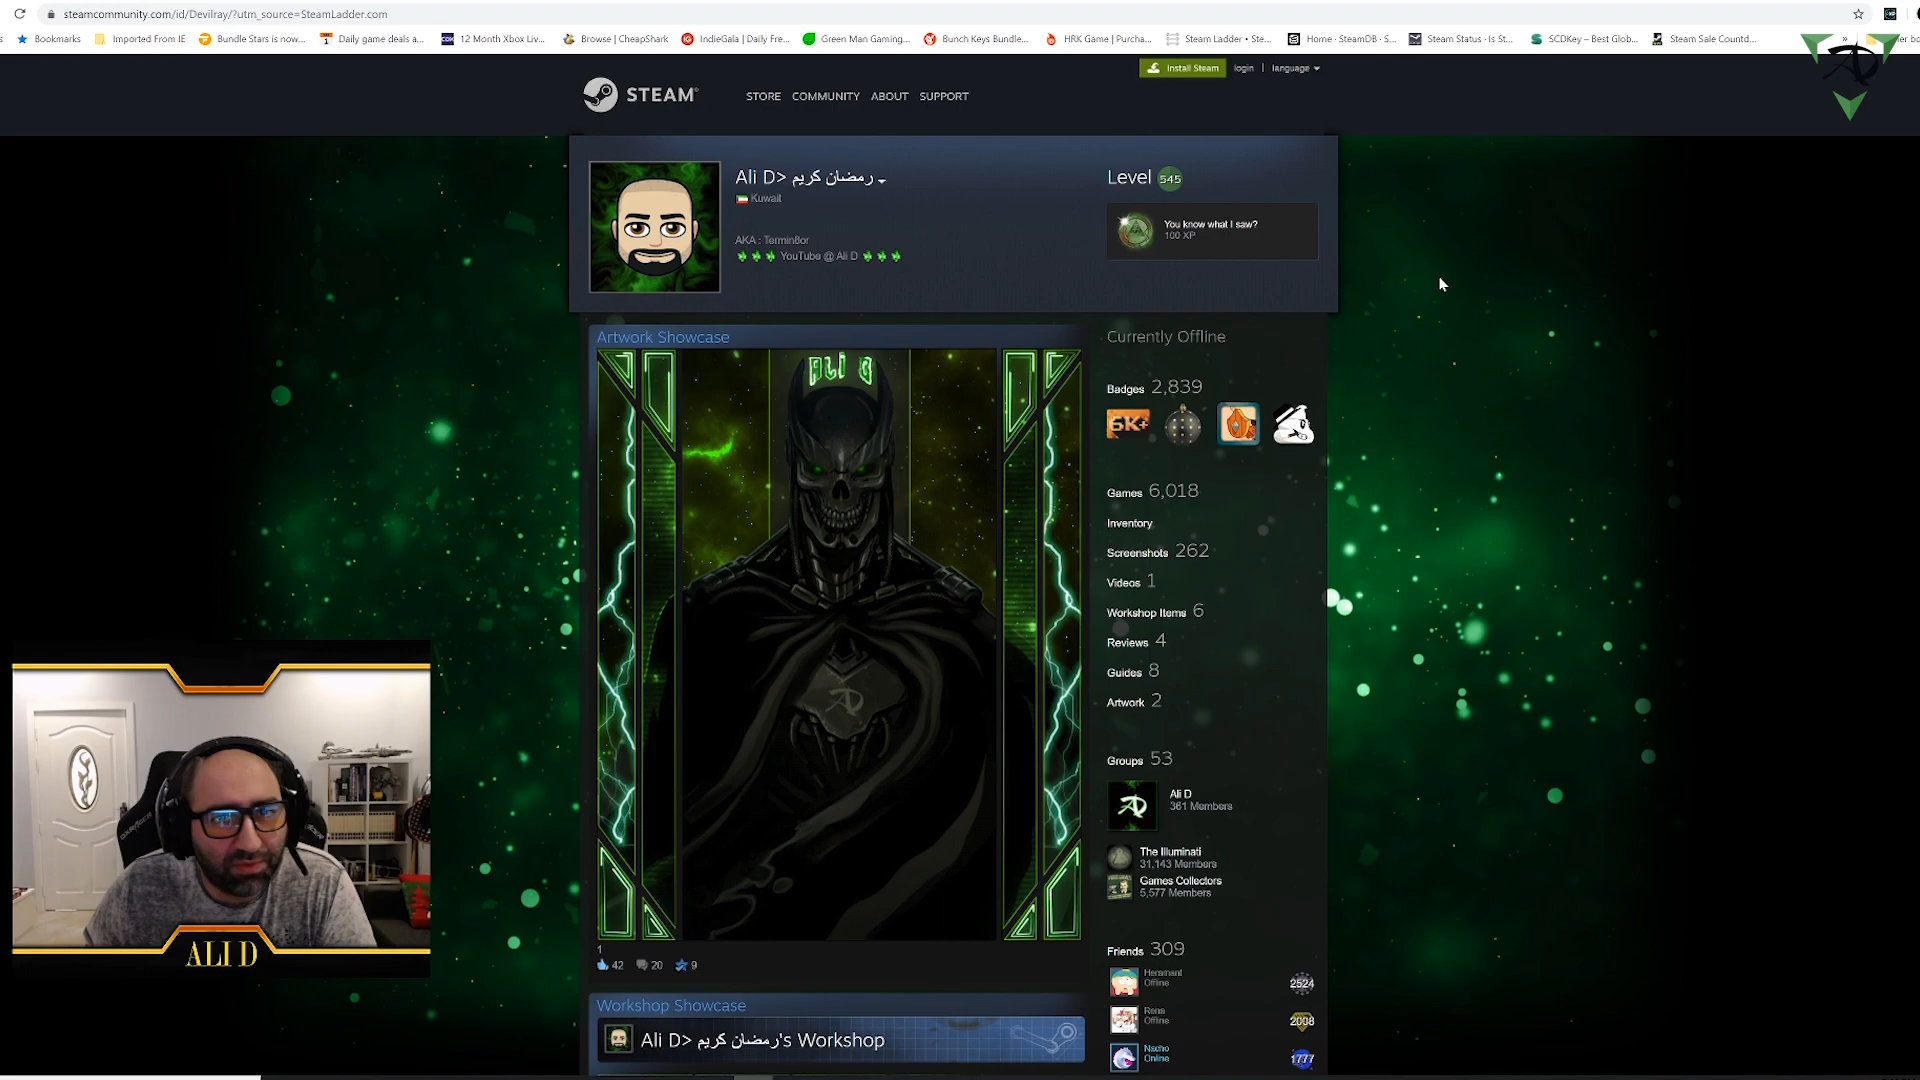 steamcommunity.com/id/Devilray/?utm_source=SteamLadder.com
Bookmarks
Imported From IE
Bundle Stars is now...
Daily game deals a...
12 Month Xbox Liv...
Browse | CheapShark
IndieGala | Daily Fre...
Green Man Gaming...
Bunch Keys Bundle...
HRK Game | Purcha...
Steam Ladder • Ste...
Home · SteamDB · S...
Steam Status · Is St...
SCDKey – Best Glob...
Steam Sale Countd...
»
Install Steam login | language
STEAM STORE COMMUNITY ABOUT SUPPORT
Ali D> رمضان كريم
Kuwait
AKA : Termin8or
YouTube @ Ali D
Level 545
You know what I saw?
100 XP
Artwork Showcase
ALI D
AD
1
42 20 9
Workshop Showcase
Ali D> رمضان كريم's Workshop
Currently Offline
Badges 2,839
6K+
Games 6,018
Inventory
Screenshots 262
Videos 1
Workshop Items 6
Reviews 4
Guides 8
Artwork 2
Groups 53
Ali D
361 Members
The Illuminati
31,143 Members
Games Collectors
5,577 Members
Friends 309
Heramant
Offline
2524
Rena
Offline
2008
Nacho
Online
1777
ALI D